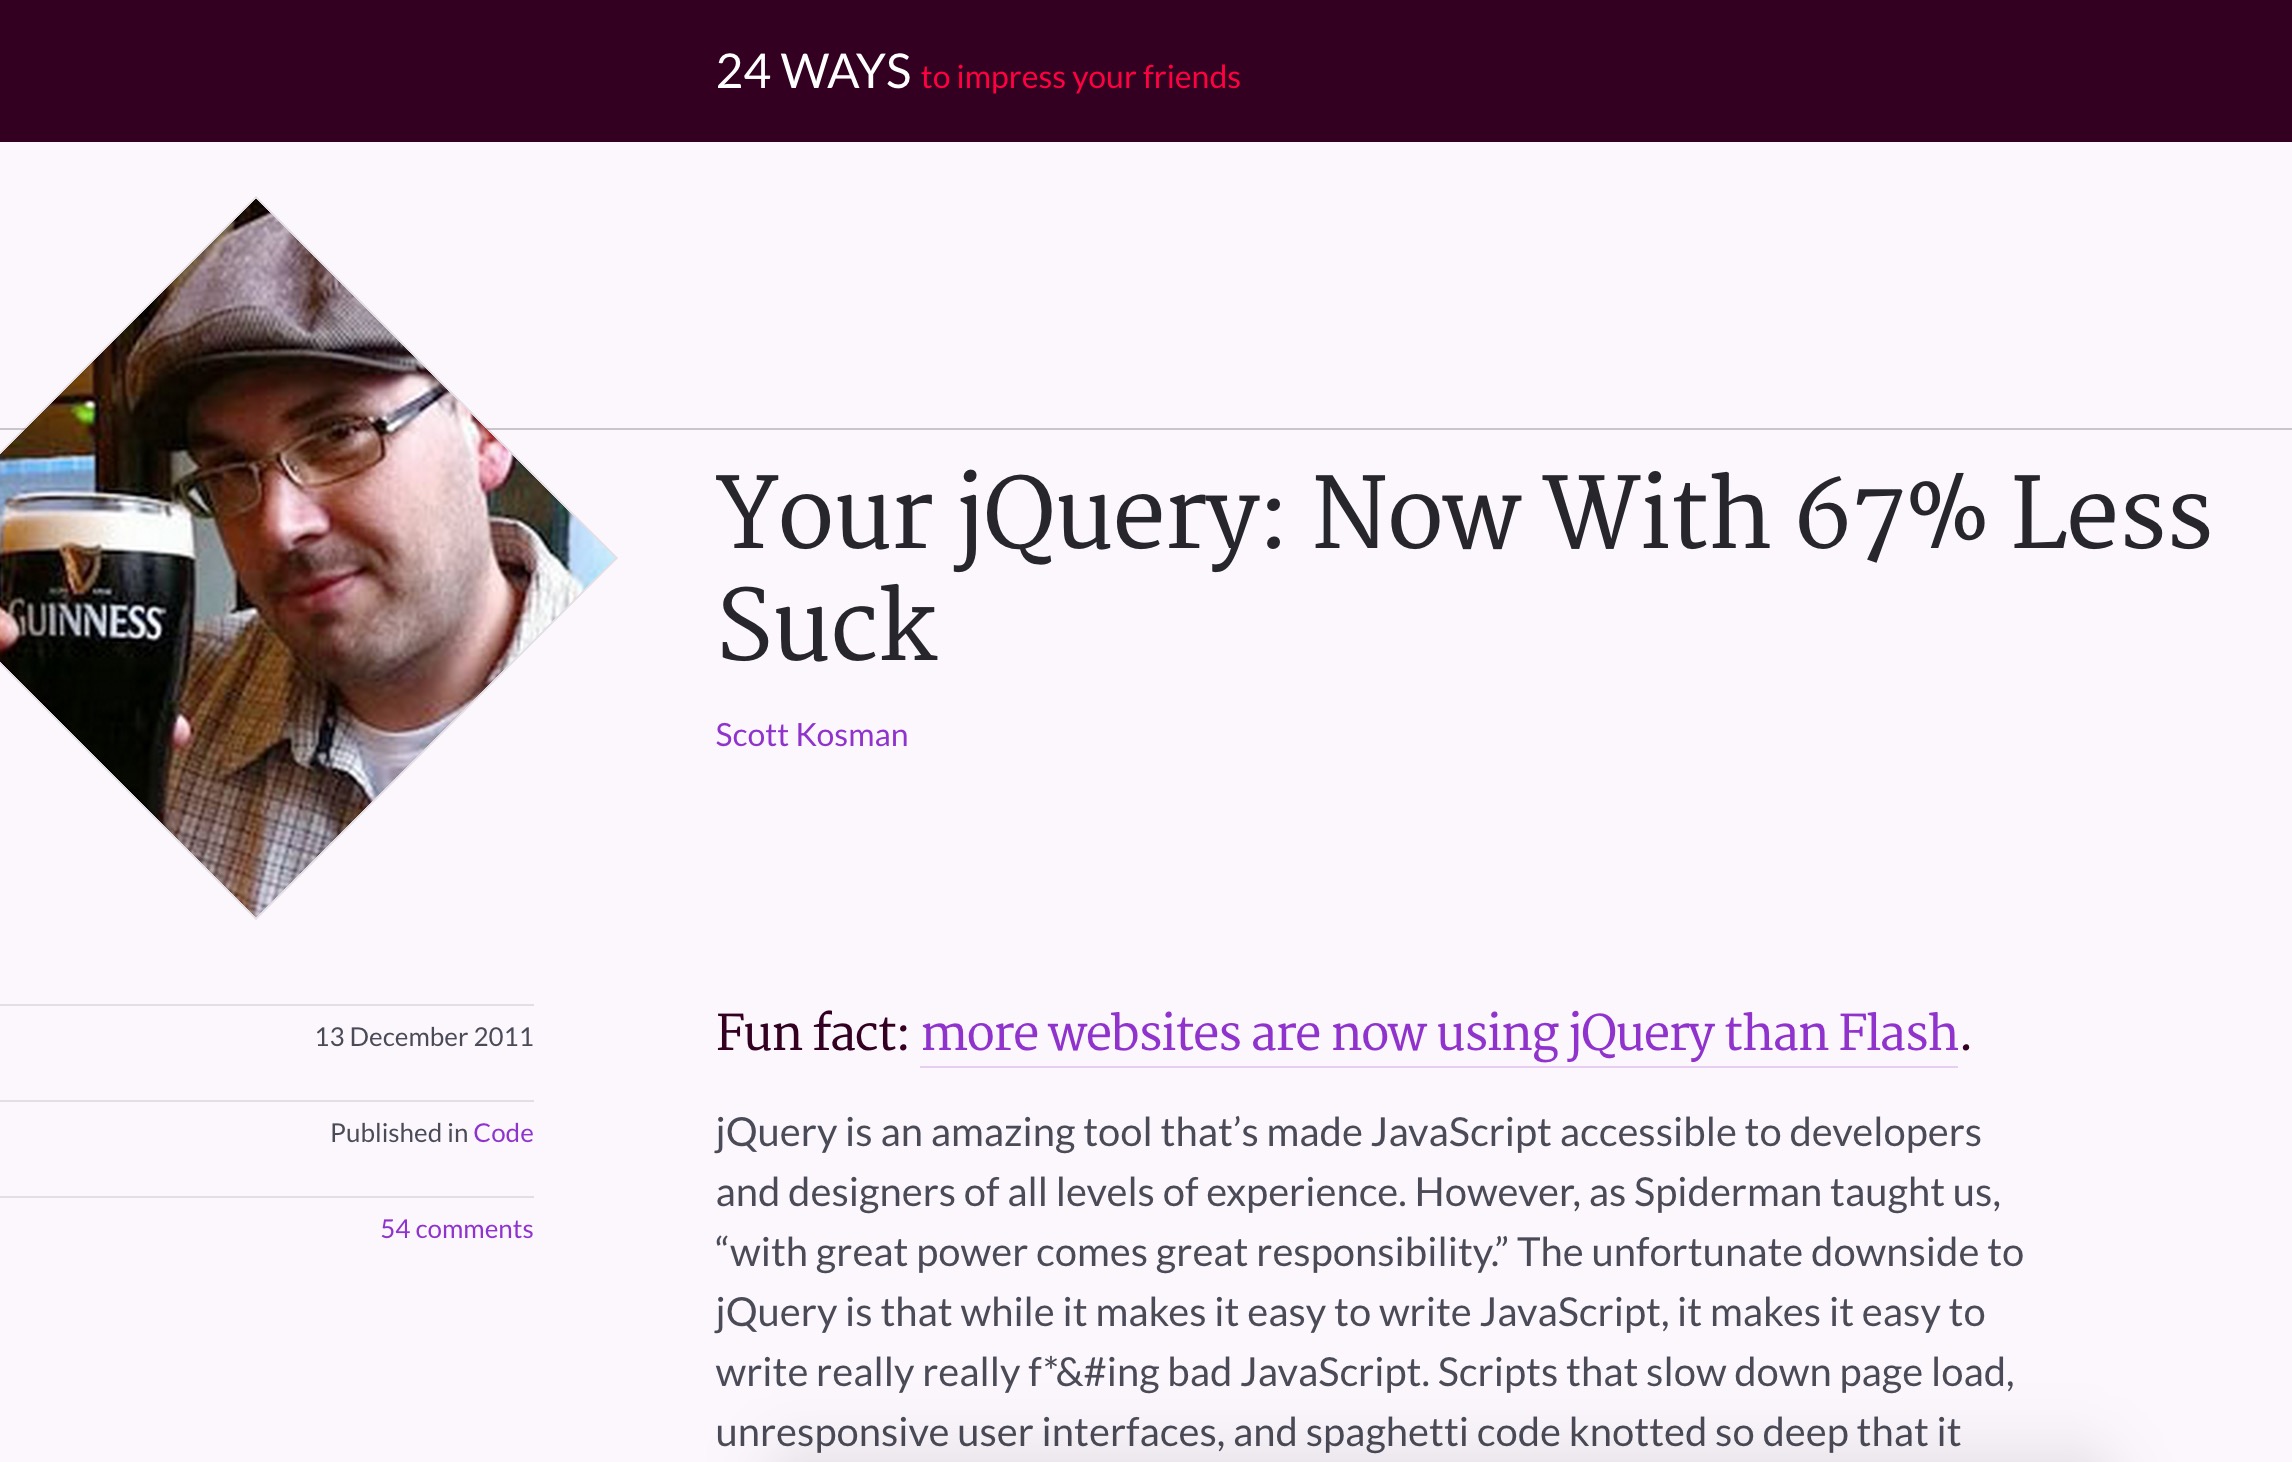 24 WAYS to impress your friends
GUINNESS
Your jQuery: Now With 67% Less
Suck
Scott Kosman
13 December 2011
Published in Code
54 comments
Fun fact: more websites are now using jQuery than Flash.
jQuery is an amazing tool that’s made JavaScript accessible to developers
and designers of all levels of experience. However, as Spiderman taught us,
“with great power comes great responsibility.” The unfortunate downside to
jQuery is that while it makes it easy to write JavaScript, it makes it easy to
write really really f*&#ing bad JavaScript. Scripts that slow down page load,
unresponsive user interfaces, and spaghetti code knotted so deep that it